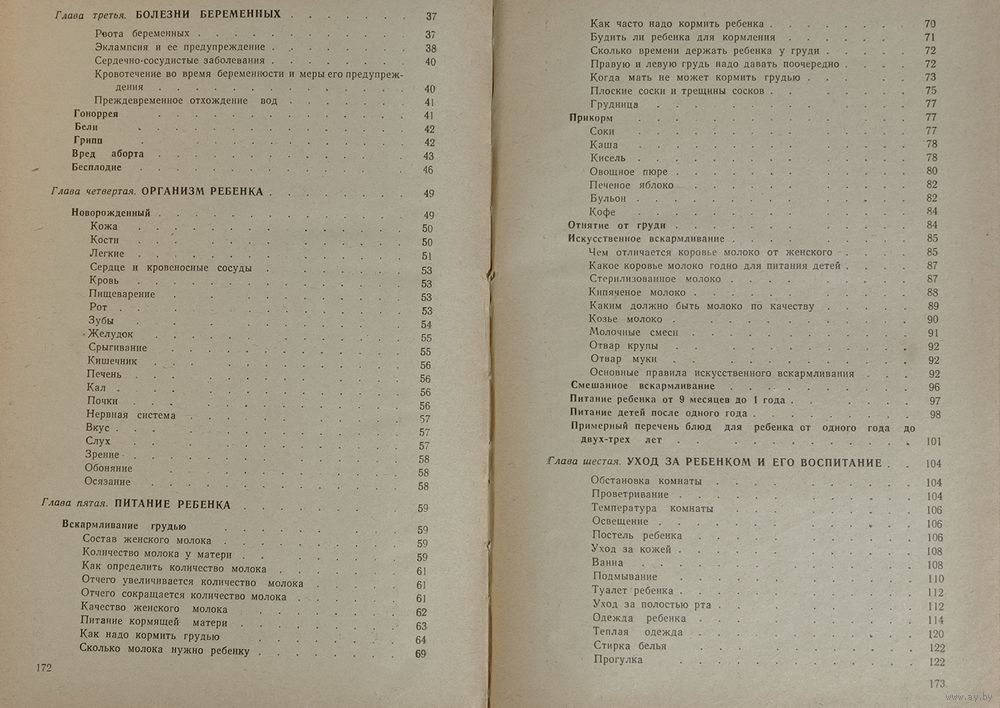 Глава третья. БОЛЕЗНИ БЕРЕМЕННЫХ . . . . . . . . 37
Рвота беременных . . . . . . . . . . . 37
Эклампсия и ее предупреждение . . . . . . . . 38
Сердечно-сосудистые заболевания . . . . . . . . 40
Кровотечение во время беременности и меры его предупреж-
дения . . . . . . . . . . . . 40
Преждевременное отхождение вод . . . . . . . 41
Гоноррея . . . . . . . . . . . . . 41
Бели . . . . . . . . . . . . . 42
Грипп . . . . . . . . . . . . . 42
Вред аборта . . . . . . . . . . . . 43
Бесплодие . . . . . . . . . . . . 46
Глава четвертая. ОРГАНИЗМ РЕБЕНКА . . . . . . . . 49
Новорожденный . . . . . . . . . . . . 49
Кожа . . . . . . . . . . . . . 50
Кости . . . . . . . . . . . . . 50
Легкие . . . . . . . . . . . . . 51
Сердце и кровеносные сосуды . . . . . . . . 53
Кровь . . . . . . . . . . . . . 53
Пищеварение . . . . . . . . . . . . 53
Рот . . . . . . . . . . . . . 53
Зубы . . . . . . . . . . . . . 54
Желудок . . . . . . . . . . . . 55
Срыгивание . . . . . . . . . . . . 55
Кишечник . . . . . . . . . . . . 56
Печень . . . . . . . . . . . . . 56
Кал . . . . . . . . . . . . . 56
Почки . . . . . . . . . . . . . 56
Нервная система . . . . . . . . . . . 57
Вкус . . . . . . . . . . . . . 57
Слух . . . . . . . . . . . . . 57
Зрение . . . . . . . . . . . . . 58
Обоняние . . . . . . . . . . . . 58
Осязание . . . . . . . . . . . . 58
Глава пятая. ПИТАНИЕ РЕБЕНКА . . . . . . . . . 59
Вскармливание грудью . . . . . . . . . . 59
Состав женского молока . . . . . . . . . 59
Количество молока у матери . . . . . . . . 59
Как определить количество молока . . . . . . . 61
Отчего увеличивается количество молока . . . . . . 61
Отчего сокращается количество молока . . . . . . 61
Качество женского молока . . . . . . . . . 62
Питание кормящей матери . . . . . . . . . 63
Как надо кормить грудью . . . . . . . . . 64
Сколько молока нужно ребенку . . . . . . . . 69
172
Как часто надо кормить ребенка . . . . . . . . 70
Будить ли ребенка для кормления . . . . . . . 71
Сколько времени держать ребенка у груди . . . . . 72
Правую и левую грудь надо давать поочередно . . . . 72
Когда мать не может кормить грудью . . . . . . 73
Плоские соски и трещины сосков . . . . . . . 75
Грудница . . . . . . . . . . . . 77
Прикорм . . . . . . . . . . . . . 77
Соки . . . . . . . . . . . . . 77
Каша . . . . . . . . . . . . . 78
Кисель . . . . . . . . . . . . . 78
Овощное пюре . . . . . . . . . . . . 80
Печеное яблоко . . . . . . . . . . . 82
Бульон . . . . . . . . . . . . . 82
Кофе . . . . . . . . . . . . . 84
Отнятие от груди . . . . . . . . . . . 84
Искусственное вскармливание . . . . . . . . . 85
Чем отличается коровье молоко от женского . . . . . 85
Какое коровье молоко годно для питания детей . . . . 87
Стерилизованное молоко . . . . . . . . . 87
Кипяченое молоко . . . . . . . . . . . 88
Каким должно быть молоко по качеству . . . . . . 89
Козье молоко . . . . . . . . . . . . 90
Молочные смеси . . . . . . . . . . . 91
Отвар крупы . . . . . . . . . . . . 92
Отвар муки . . . . . . . . . . . . 92
Основные правила искусственного вскармливания . . . . 92
Смешанное вскармливание . . . . . . . . . . 96
Питание ребенка от 9 месяцев до 1 года . . . . . . . 97
Питание детей после одного года . . . . . . . . 98
Примерный перечень блюд для ребенка от одного года до
двух-трех лет . . . . . . . . . . . . 101
Глава шестая. УХОД ЗА РЕБЕНКОМ И ЕГО ВОСПИТАНИЕ . . 104
Обстановка комнаты . . . . . . . . . . 104
Проветривание . . . . . . . . . . . 104
Температура комнаты . . . . . . . . . . 106
Освещение . . . . . . . . . . . . 106
Постель ребенка . . . . . . . . . . . 106
Уход за кожей . . . . . . . . . . . . 108
Ванна . . . . . . . . . . . . . 108
Подмывание . . . . . . . . . . . . 110
Туалет ребенка . . . . . . . . . . . . 112
Уход за полостью рта . . . . . . . . . . 112
Одежда ребенка . . . . . . . . . . . 114
Теплая одежда . . . . . . . . . . . 120
Стирка белья . . . . . . . . . . . . 122
Прогулка . . . . . . . . . . . . 122
173
www.ay.by